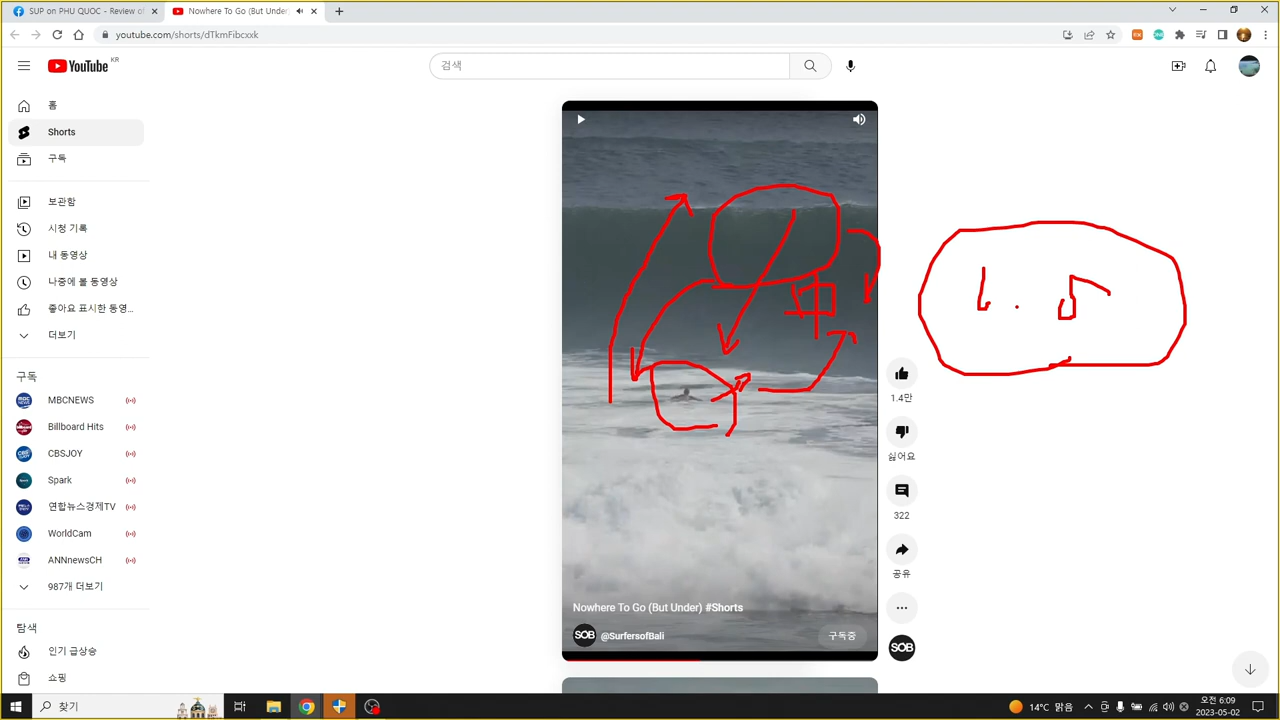 SUP on PHU QUOC - Review of
Nowhere To Go (But Under)
youtube.com/shorts/dTkmFibcxxk
YouTube KR
검색
홈
Shorts
구독
보관함
시청 기록
내 동영상
나중에 볼 동영상
좋아요 표시한 동영...
더보기
구독
MBCNEWS
Billboard Hits
CBSJOY
Spark
연합뉴스경제TV
WorldCam
ANNnewsCH
987개 더보기
탐색
인기 급상승
쇼핑
1.4만
싫어요
322
공유
Nowhere To Go (But Under) #Shorts
SOB @SurfersofBali
구독중
SOB
찾기
14°C 맑음
오전 6:09
2023-05-02